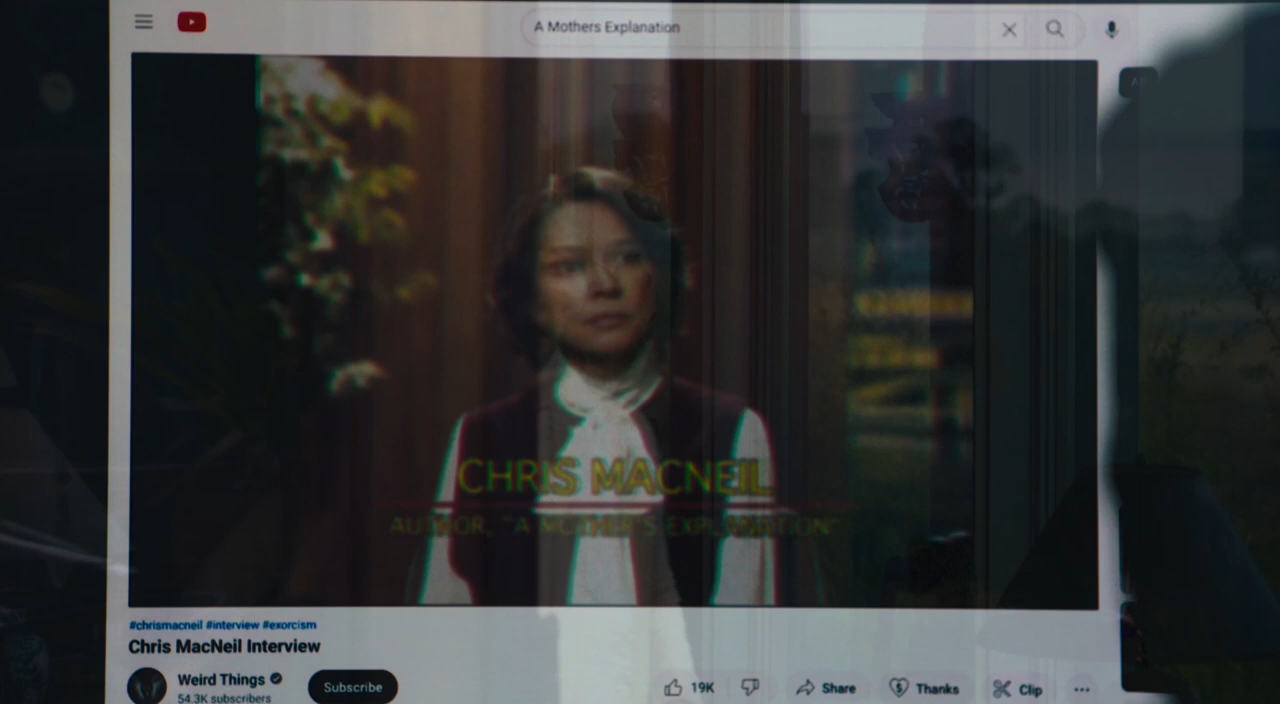 A Mothers Explanation
CHRIS MACNEIL
AUTHOR, "A MOTHER'S EXPLANATION"
#chrismacneil #interview #exorcism
Chris MacNeil Interview
Weird Things
54.3K subscribers
Subscribe
19K
Share
Thanks
Clip